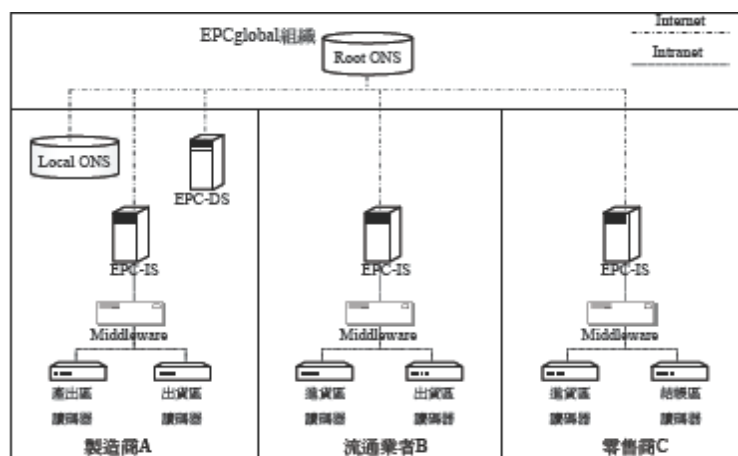 EPCglobal組織
Root ONS
Internet
Intranet
Local ONS
EPC-DS
EPC-IS
EPC-IS
EPC-IS
Middleware
Middleware
Middleware
產出區
讀碼器
出貨區
讀碼器
進貨區
讀碼器
出貨區
讀碼器
進貨區
讀碼器
結帳區
讀碼器
製造商A
流通業者B
零售商C